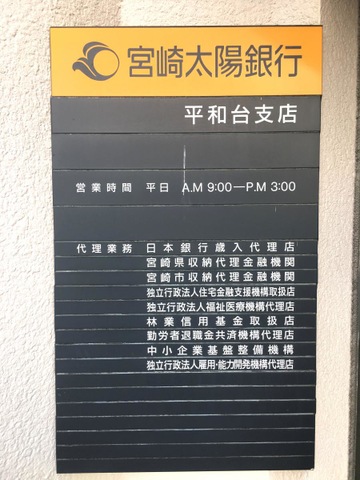 宮崎太陽銀行
平和台支店
営業時間 平日 A.M 9:00―P.M 3:00
代理業務 日本銀行歳入代理店
宮崎県収納代理金融機関
宮崎市収納代理金融機関
独立行政法人住宅金融支援機構取扱店
独立行政法人福祉医療機構代理店
林業信用基金取扱店
勤労者退職金共済機構代理店
中小企業基盤整備機構
独立行政法人雇用・能力開発機構代理店